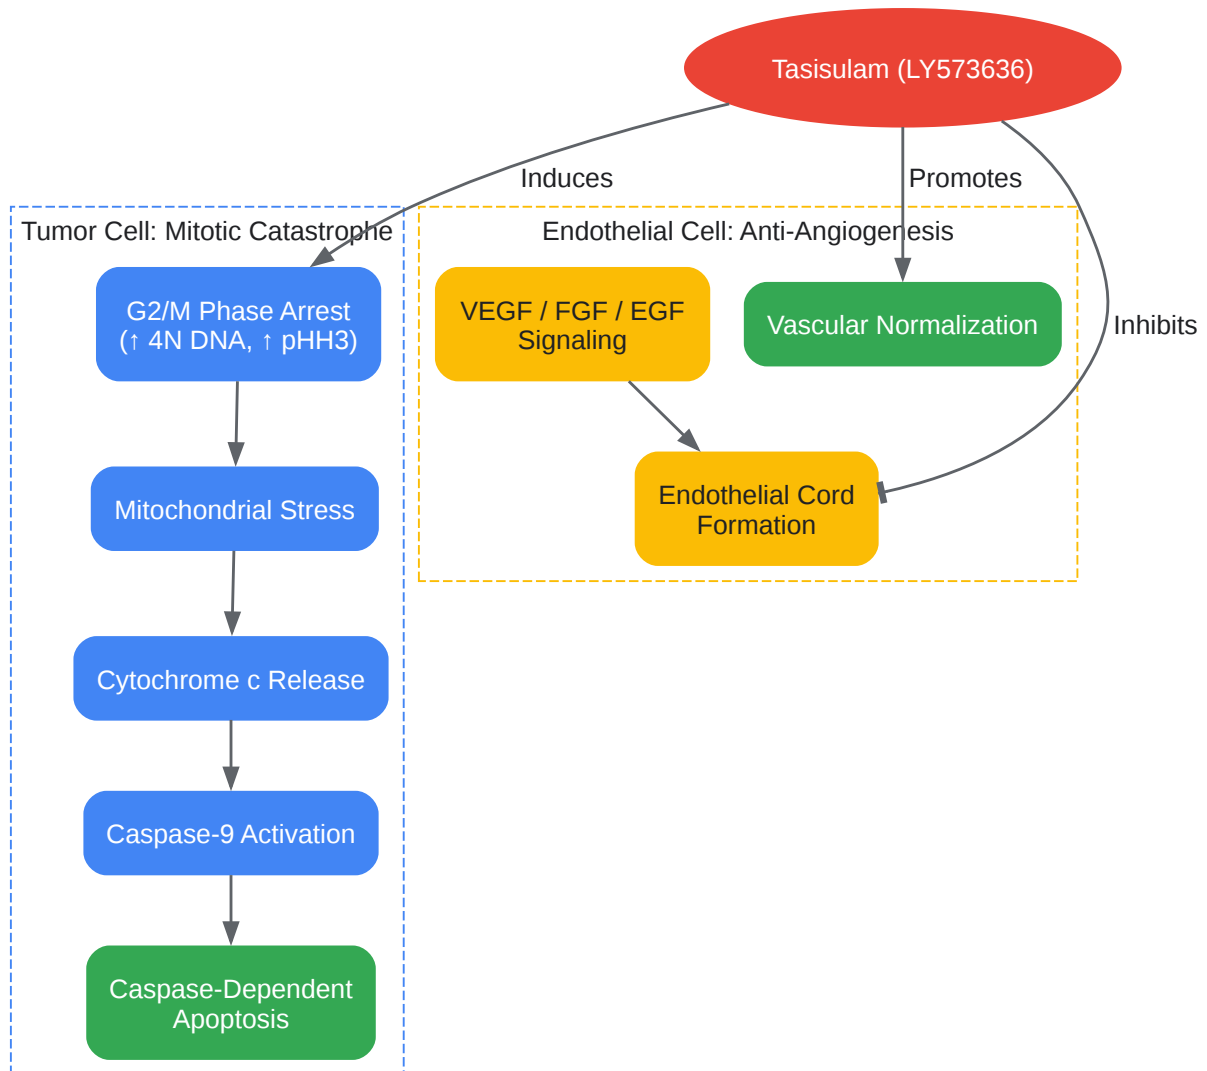 Tasisulam (LY573636)
Induces
Promotes
Tumor Cell: Mitotic Catastrophe
Endothelial Cell: Anti-Angiogenesis
G2/M Phase Arrest
(↑ 4N DNA, ↑ pHH3)
VEGF / FGF / EGF
Signaling
Vascular Normalization
Inhibits
Mitochondrial Stress
Endothelial Cord
Formation
Cytochrome c Release
Caspase-9 Activation
Caspase-Dependent
Apoptosis